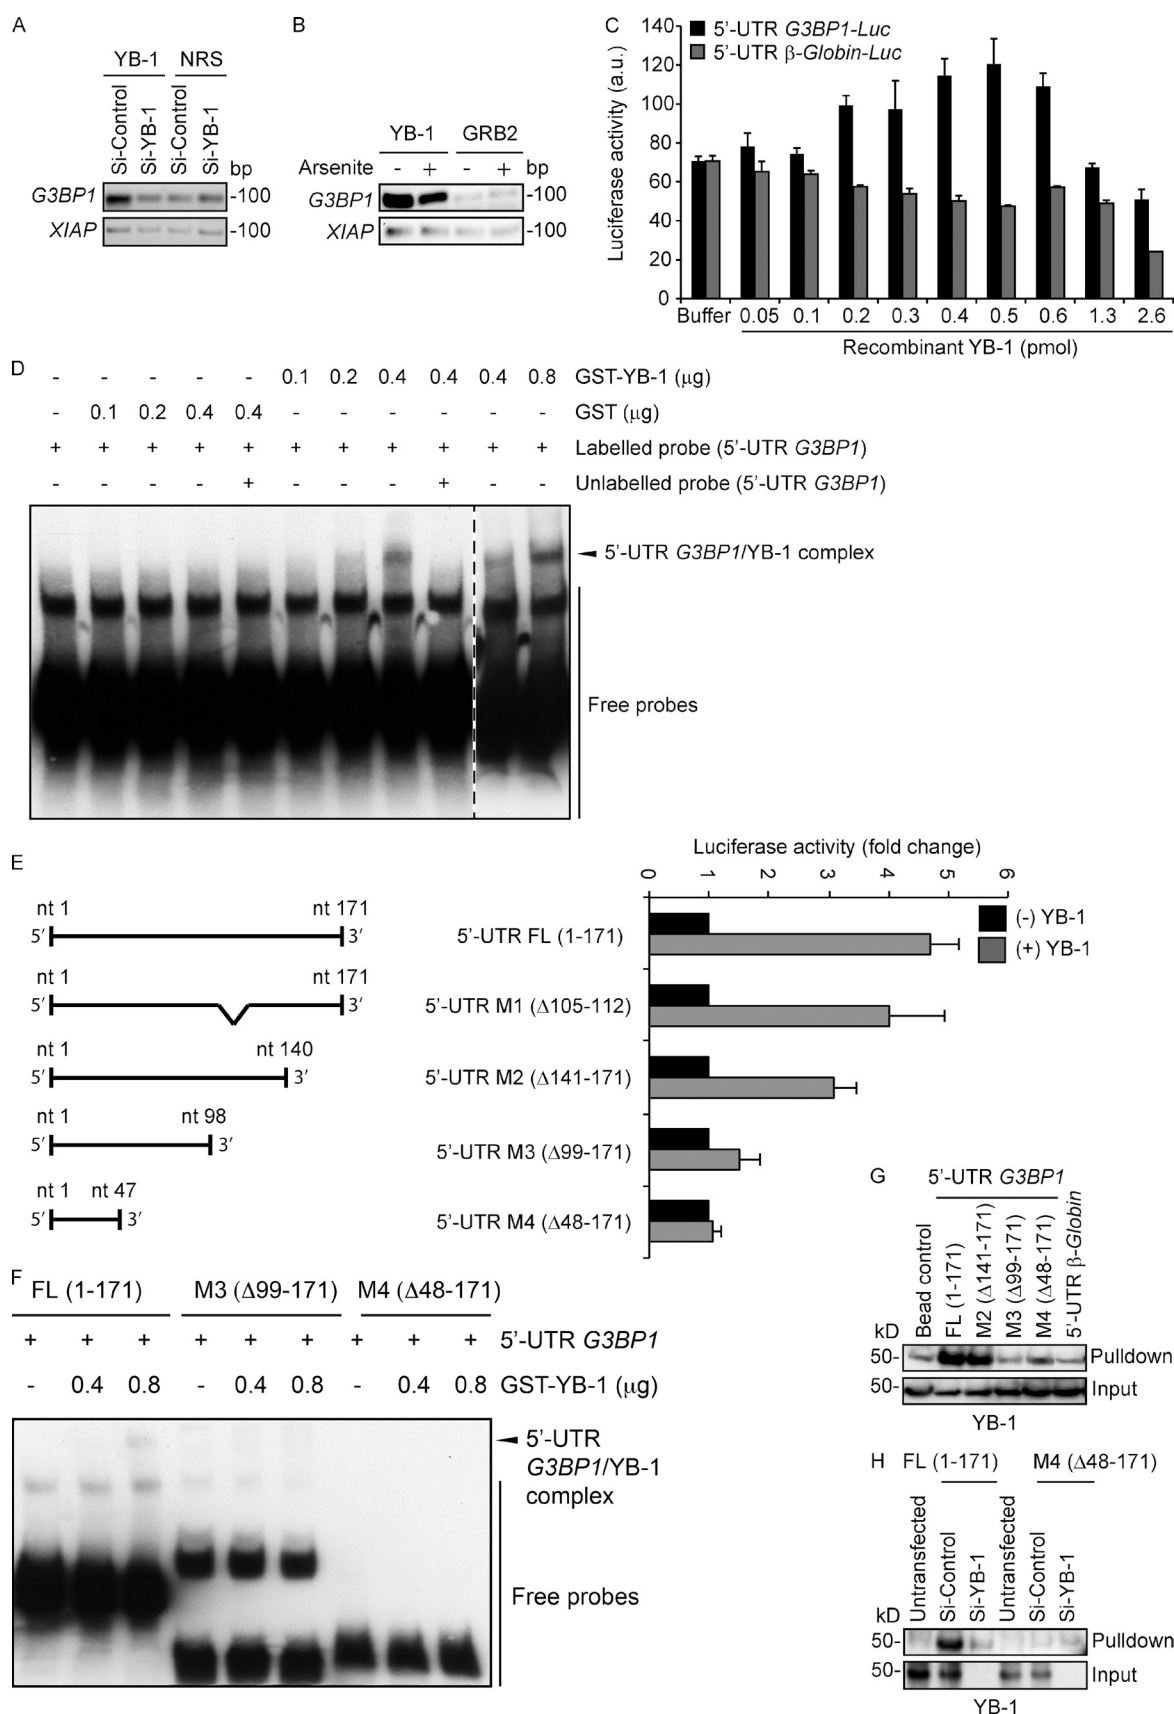 A
YB-1 NRS
Si-Control Si-YB-1 Si-Control Si-YB-1 bp
G3BP1 -100
XIAP -100
B
YB-1 GRB2
Arsenite - + - + bp
G3BP1 -100
XIAP -100
C
5'-UTR G3BP1-Luc
5'-UTR β-Globin-Luc
Luciferase activity (a.u.)
140
120
100
80
60
40
20
0
Buffer 0.05 0.1 0.2 0.3 0.4 0.5 0.6 1.3 2.6
Recombinant YB-1 (pmol)
D
- - - - - 0.1 0.2 0.4 0.4 0.4 0.8 GST-YB-1 (μg)
- 0.1 0.2 0.4 0.4 - - - - - - GST (μg)
+ + + + + + + + + + + Labelled probe (5'-UTR G3BP1)
- - - - + - - - + - - Unlabelled probe (5'-UTR G3BP1)
5'-UTR G3BP1/YB-1 complex
Free probes
E
Luciferase activity (fold change)
0 1 2 3 4 5 6
(-) YB-1
(+) YB-1
nt 1 nt 171
5' 3' 5'-UTR FL (1-171)
nt 1 nt 171
5' 3' 5'-UTR M1 (Δ105-112)
nt 1 nt 140
5' 3' 5'-UTR M2 (Δ141-171)
nt 1 nt 98
5' 3' 5'-UTR M3 (Δ99-171)
nt 1 nt 47
5' 3' 5'-UTR M4 (Δ48-171)
F
FL (1-171) M3 (Δ99-171) M4 (Δ48-171)
+ + + + + + + + + 5'-UTR G3BP1
- 0.4 0.8 - 0.4 0.8 - 0.4 0.8 GST-YB-1 (μg)
5'-UTR
G3BP1/YB-1
complex
Free probes
G
5'-UTR G3BP1
Bead control FL (1-171) M2 (Δ141-171) M3 (Δ99-171) M4 (Δ48-171) 5'-UTR β-Globin
kD
50- Pulldown
50- Input
YB-1
H
FL (1-171) M4 (Δ48-171)
Untransfected Si-Control Si-YB-1 Untransfected Si-Control Si-YB-1
kD
50- Pulldown
50- Input
YB-1